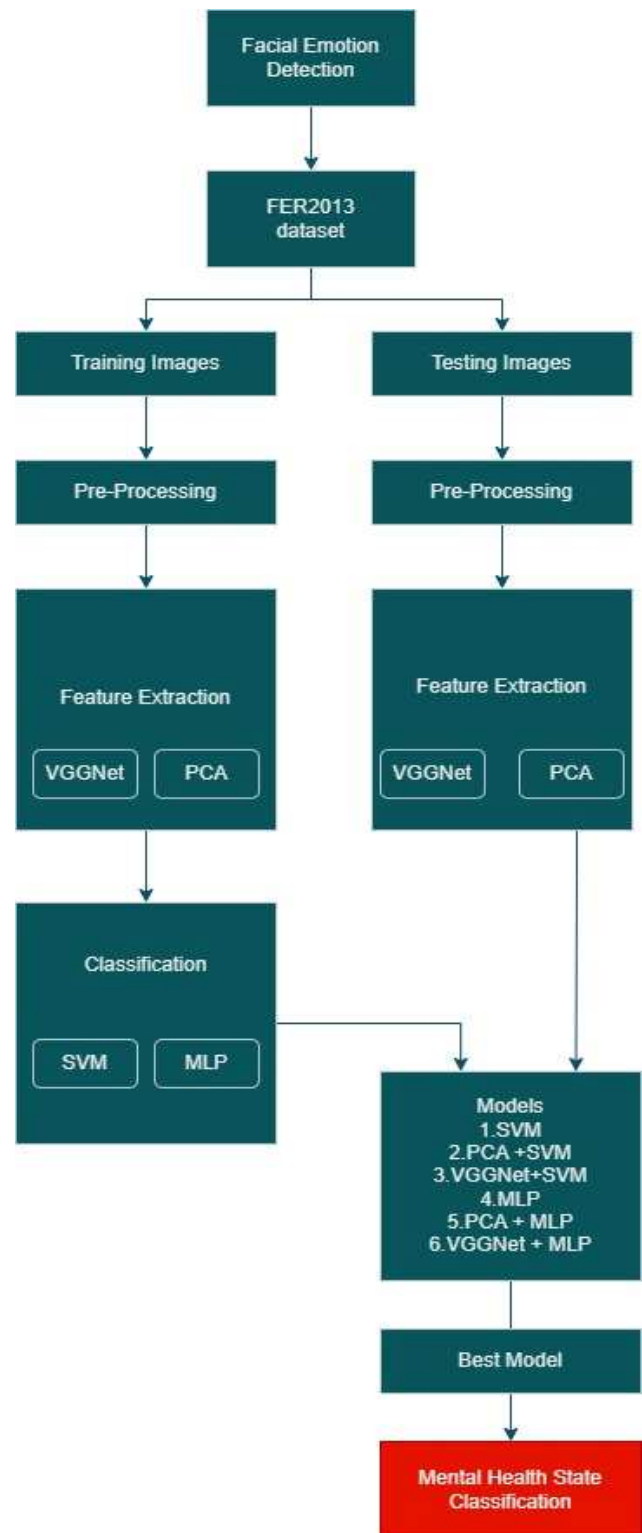 Facial Emotion
Detection
FER2013
dataset
Training Images
Testing Images
Pre-Processing
Pre-Processing
Feature Extraction
VGGNet
PCA
Feature Extraction
VGGNet
PCA
Classification
SVM
MLP
Models
1.SVM
2.PCA +SVM
3.VGGNet+SVM
4.MLP
5.PCA + MLP
6.VGGNet + MLP
Best Model
Mental Health State
Classification